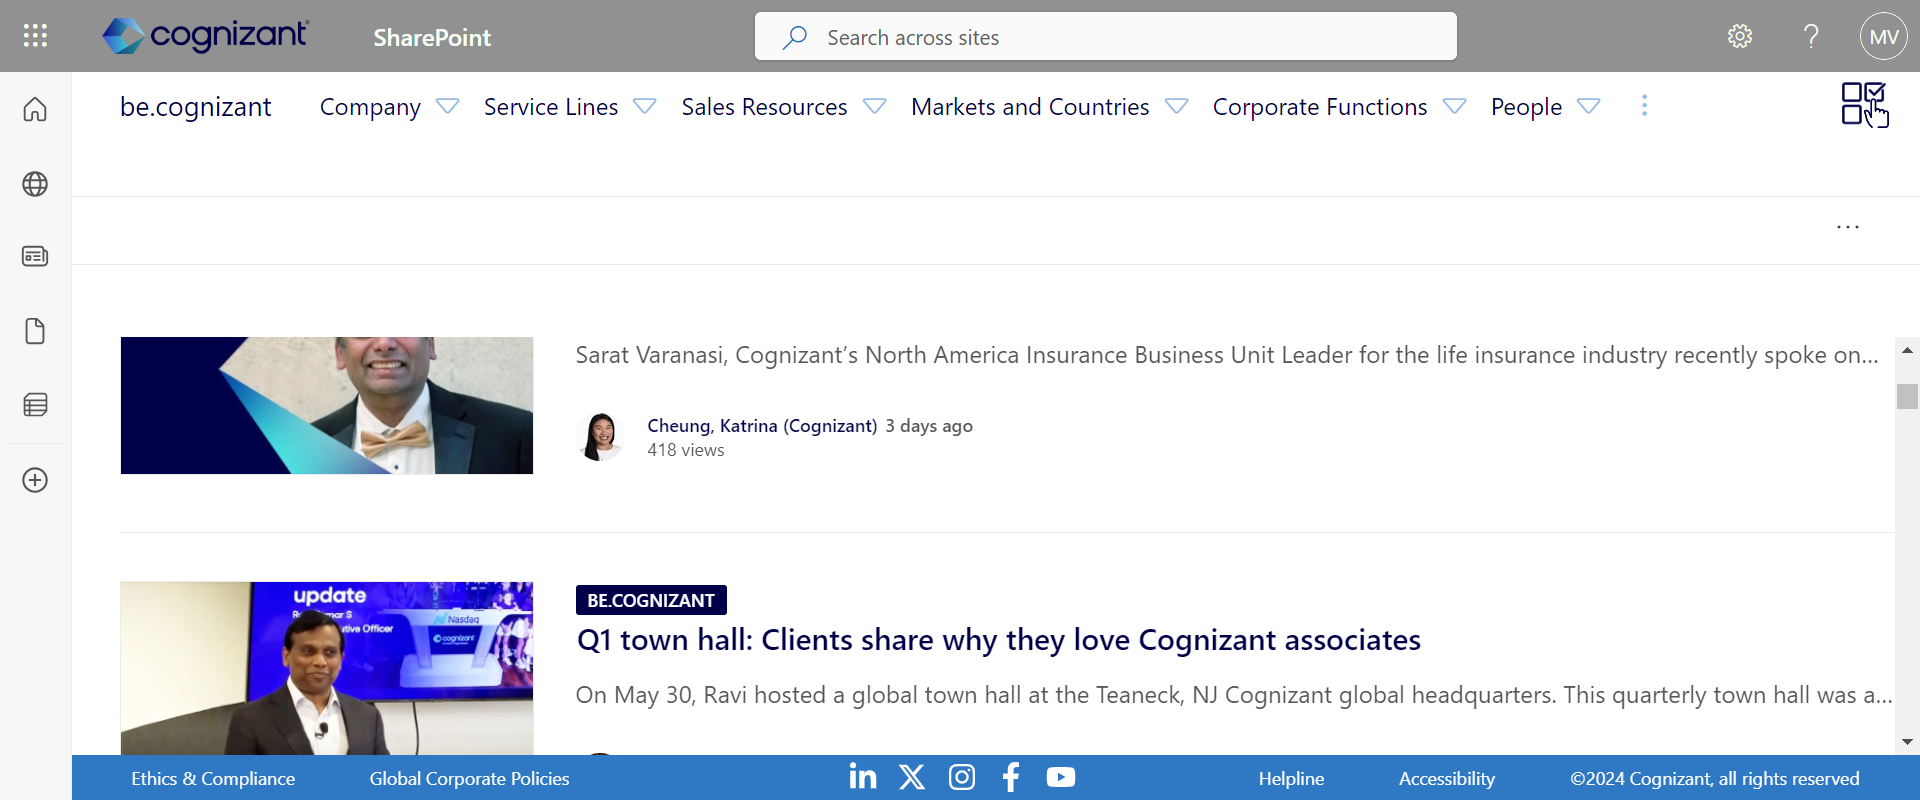 cognizant
SharePoint
Search across sites
MV
be.cognizant
Company
Service Lines
Sales Resources
Markets and Countries
Corporate Functions
People
Sarat Varanasi, Cognizant’s North America Insurance Business Unit Leader for the life insurance industry recently spoke on...
Cheung, Katrina (Cognizant) 3 days ago
418 views
update
Nasdaq
cognizant
BE.COGNIZANT
Q1 town hall: Clients share why they love Cognizant associates
On May 30, Ravi hosted a global town hall at the Teaneck, NJ Cognizant global headquarters. This quarterly town hall was a...
Ethics & Compliance
Global Corporate Policies
Helpline
Accessibility
©2024 Cognizant, all rights reserved